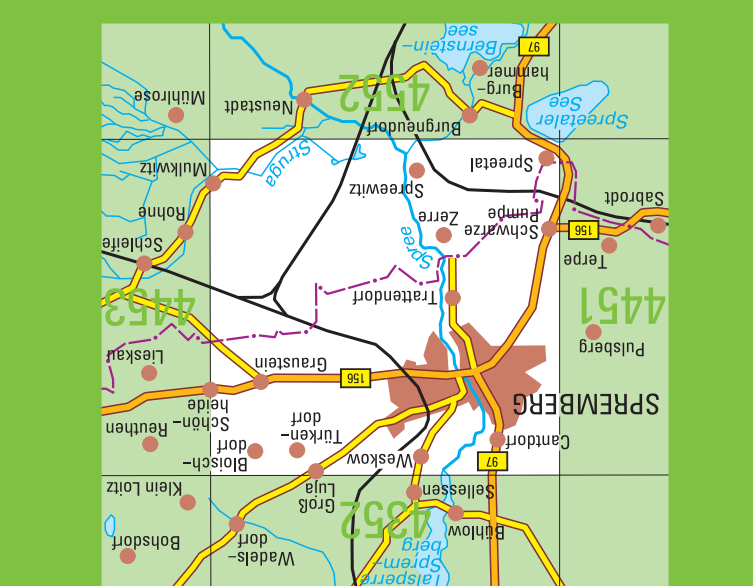 Talsperre
Sprem-
berg
Bohsdorf
Wadels-
dorf
Bühlow
4352
Klein Loitz
Groß
Luja
Sellessen
Weskow
97
Bloisch-
dorf
Türken-
dorf
Cantdorf
Reuthen
Schön-
heide
SPREMBERG
156
Graustein
Lieskau
Pulsberg
4451
4453
Trattendorf
Terpe
Schleife
Spree
156
Schwarze
Pumpe
Zerre
Rohne
Sabrodt
Spreewitz
Mulkwitz
Spreetal
Struga
Burgneudorf
Spreetaler
See
Neustadt
4552
Mühlrose
Burg-
hammer
97
Bernstein-
see